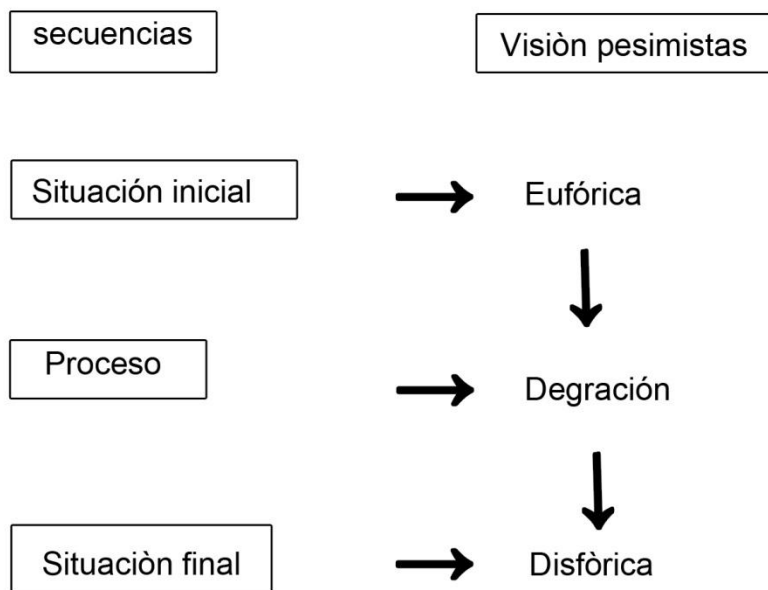 secuencias
Visiòn pesimistas
Situación inicial
Eufórica
Proceso
Degración
Situaciòn final
Disfòrica